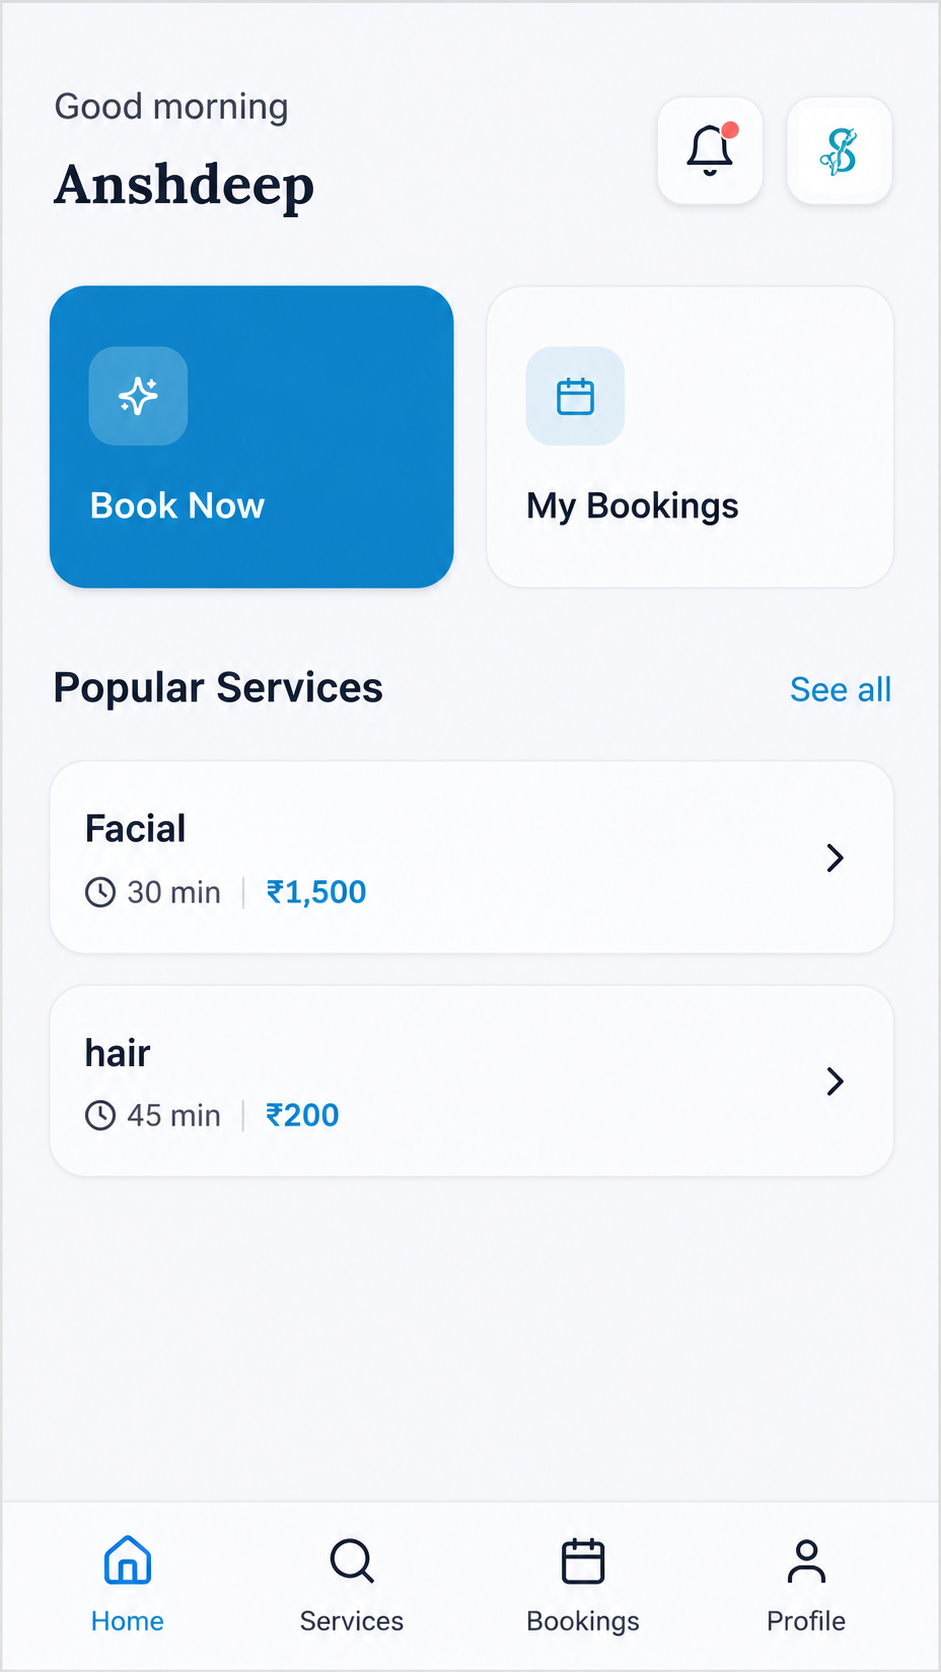 Good morning
Anshdeep
Book Now
My Bookings
Popular Services
See all
Facial
30 min | ₹1,500
hair
45 min | ₹200
Home
Services
Bookings
Profile